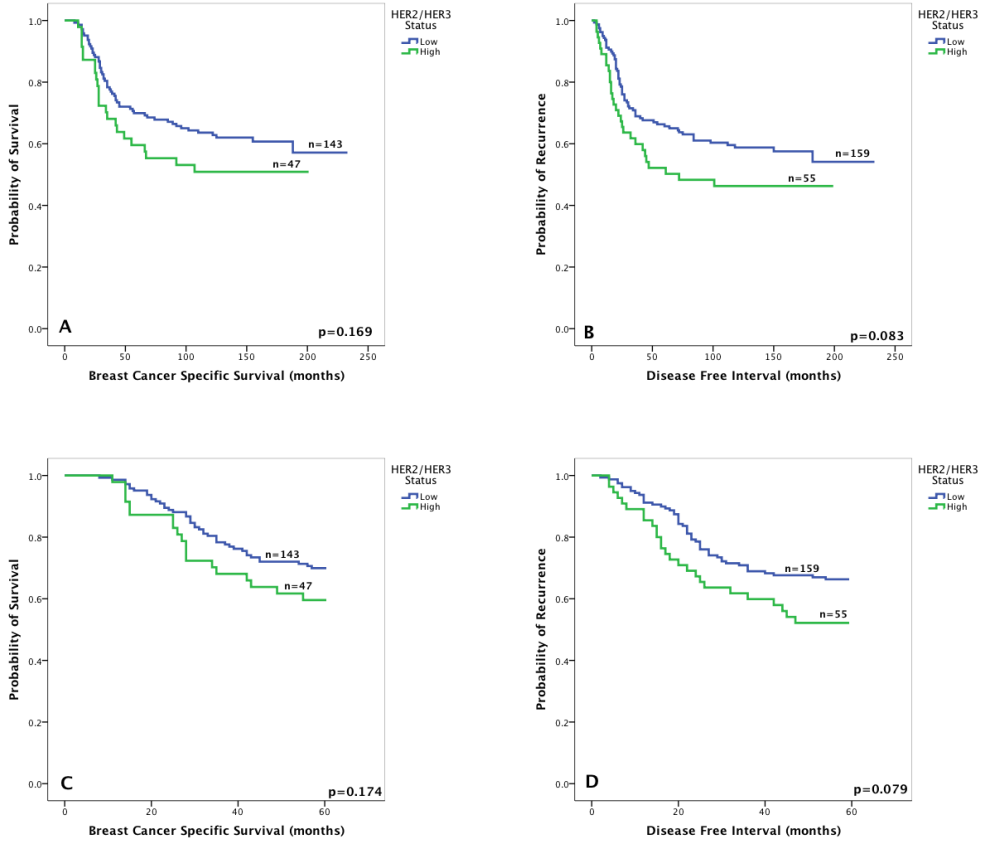 HER2/HER3
Status
Low
High
Probability of Survival
1.0
0.8
0.6
0.4
0.2
0.0
n=143
n=47
A
p=0.169
0 50 100 150 200 250
Breast Cancer Specific Survival (months)
HER2/HER3
Status
Low
High
Probability of Recurrence
1.0
0.8
0.6
0.4
0.2
0.0
n=159
n=55
B
p=0.083
0 50 100 150 200 250
Disease Free Interval (months)
HER2/HER3
Status
Low
High
Probability of Survival
1.0
0.8
0.6
0.4
0.2
0.0
n=143
n=47
C
p=0.174
0 20 40 60
Breast Cancer Specific Survival (months)
HER2/HER3
Status
Low
High
Probability of Recurrence
1.0
0.8
0.6
0.4
0.2
0.0
n=159
n=55
D
p=0.079
0 20 40 60
Disease Free Interval (months)